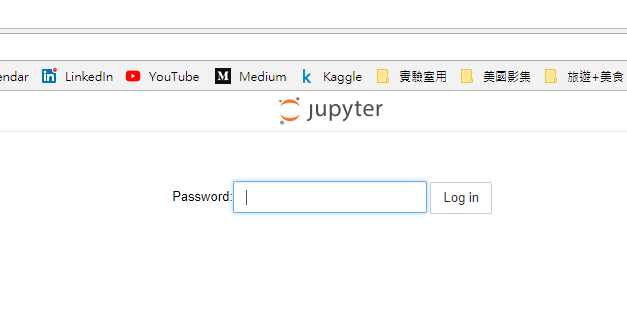 endar LinkedIn YouTube M Medium k Kaggle 實驗室用 美國影集 旅遊+美食
jupyter
Password: Log in